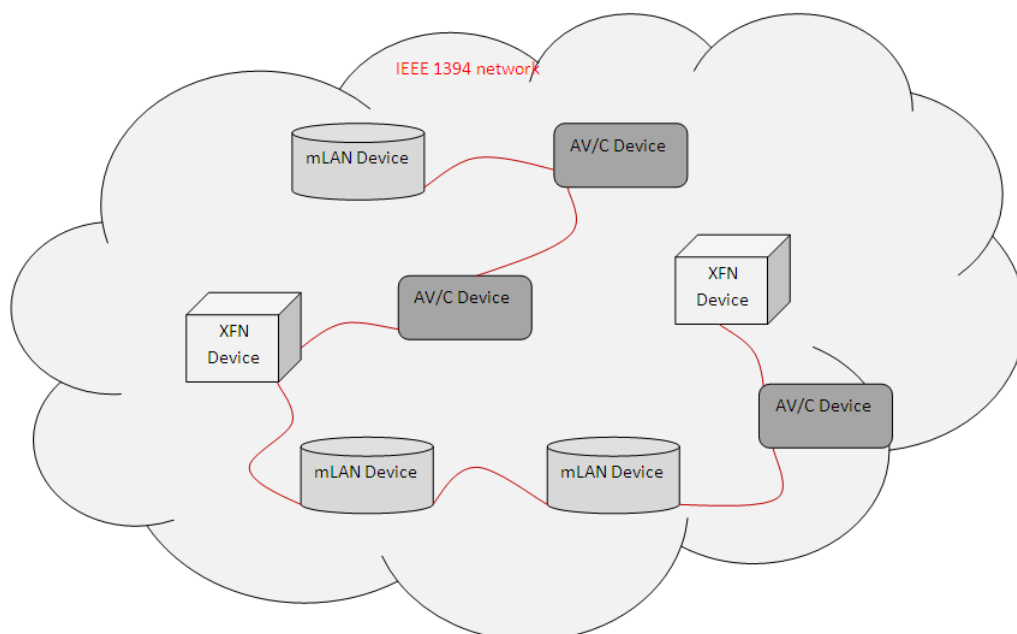 IEEE 1394 network
mLAN Device
AV/C Device
XFN
Device
AV/C Device
XFN
Device
AV/C Device
mLAN Device
mLAN Device